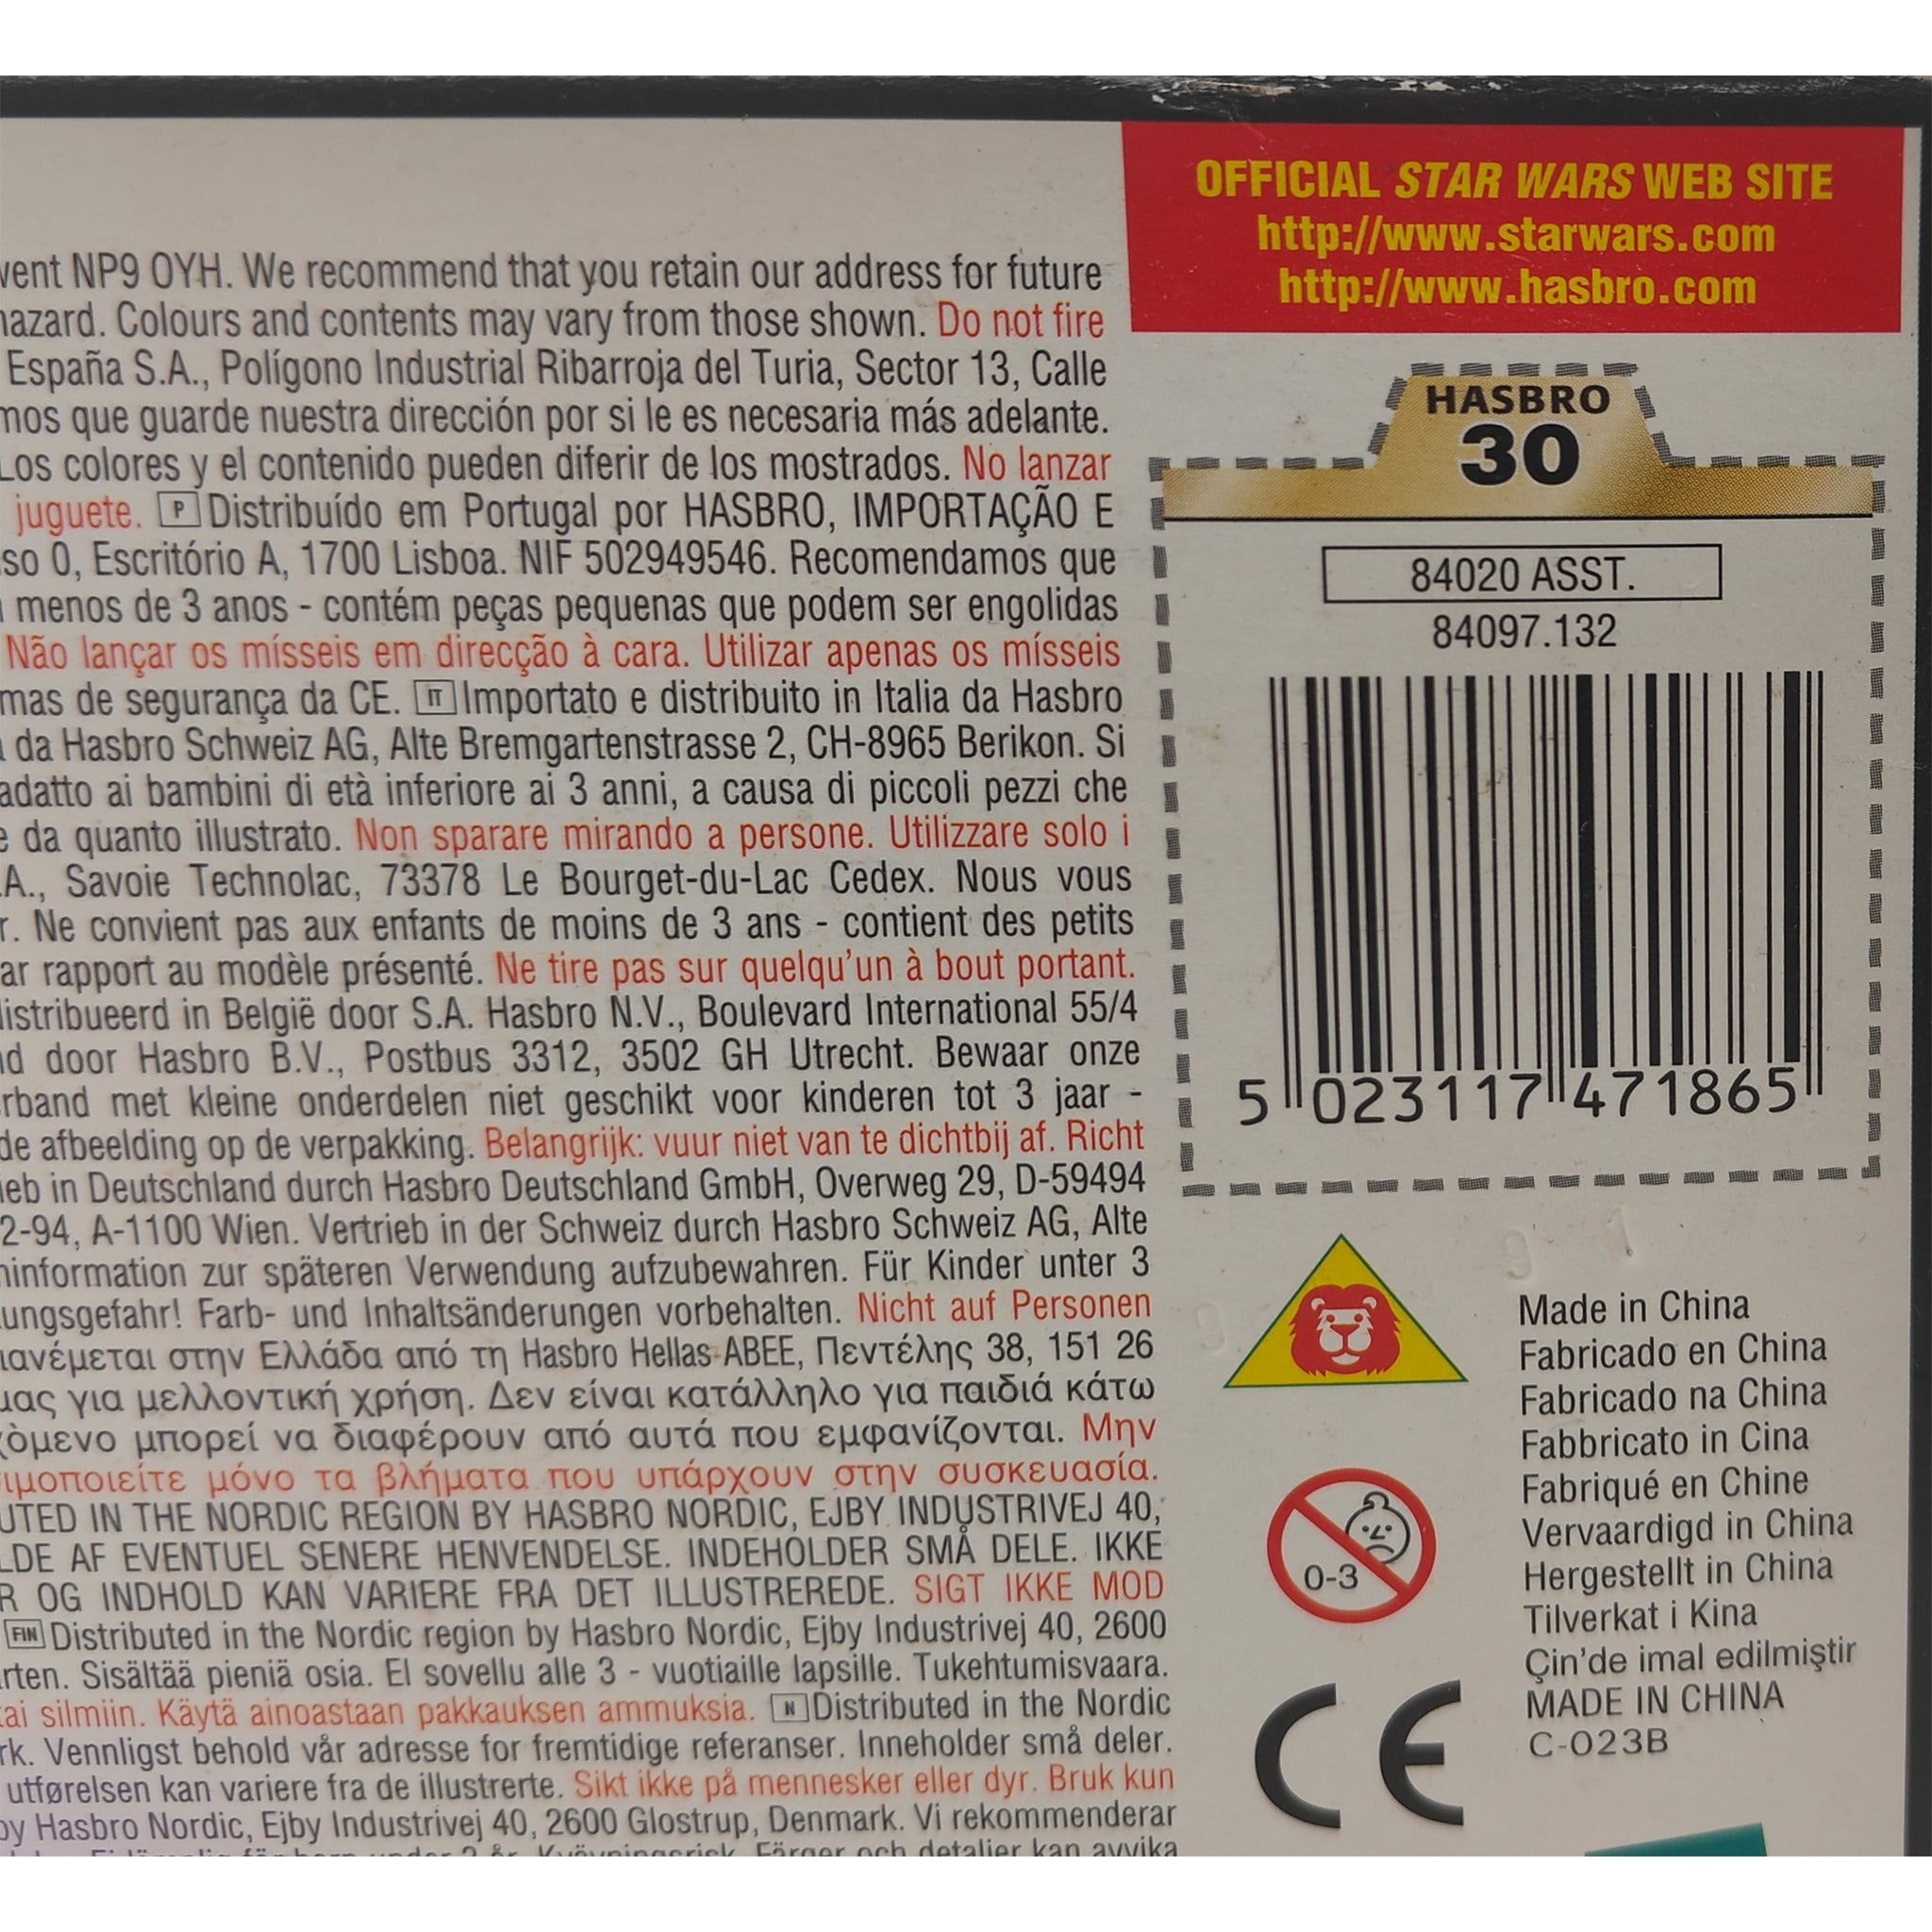 OFFICIAL STAR WARS WEB SITE
http://www.starwars.com
http://www.hasbro.com
NP9 OYH. We recommend that you retain our address for future
Colours and contents may vary from those shown. Do not fire
España S.A., Polígono Industrial Ribarroja del Turia, Sector 13, Calle
que guarde nuestra dirección por si le es necesaria más adelante.
Los colores y el contenido pueden diferir de los mostrados. No lanzar
juguete. P Distribuído em Portugal por HASBRO, IMPORTAÇÃO E
0, Escritório A, 1700 Lisboa. NIF 502949546. Recomendamos que
menos de 3 anos - contém peças pequenas que podem ser engolidas
Não lançar os mísseis em direcção à cara. Utilizar apenas os mísseis
de segurança da CE. IT Importato e distribuito in Italia da Hasbro
da Hasbro Schweiz AG, Alte Bremgartenstrasse 2, CH-8965 Berikon. Si
adatto ai bambini di età inferiore ai 3 anni, a causa di piccoli pezzi che
da quanto illustrato. Non sparare mirando a persone. Utilizzare solo i
Savoie Technolac, 73378 Le Bourget-du-Lac Cedex. Nous vous
Ne convient pas aux enfants de moins de 3 ans - contient des petits
rapport au modèle présenté. Ne tire pas sur quelqu'un à bout portant.
in België door S.A. Hasbro N.V., Boulevard International 55/4
door Hasbro B.V., Postbus 3312, 3502 GH Utrecht. Bewaar onze
met kleine onderdelen niet geschikt voor kinderen tot 3 jaar -
de afbeelding op de verpakking. Belangrijk: vuur niet van te dichtbij af. Richt
in Deutschland durch Hasbro Deutschland GmbH, Overweg 29, D-59494
2-94, A-1100 Wien. Vertrieb in der Schweiz durch Hasbro Schweiz AG, Alte
zur späteren Verwendung aufzubewahren. Für Kinder unter 3
Farb- und Inhaltsänderungen vorbehalten. Nicht auf Personen
στην Ελλάδα από τη Hasbro Hellas ABEE, Πεντέλης 38, 151 26
μας για μελλοντική χρήση. Δεν είναι κατάλληλο για παιδιά κάτω
μπορεί να διαφέρουν από αυτά που εμφανίζονται. Μην
μόνο τα βλήματα που υπάρχουν στην συσκευασία.
IN THE NORDIC REGION BY HASBRO NORDIC, EJBY INDUSTRIVEJ 40,
AF EVENTUEL SENERE HENVENDELSE. INDEHOLDER SMÅ DELE. IKKE
OG INDHOLD KAN VARIERE FRA DET ILLUSTREREDE. SIGT IKKE MOD
FIN Distributed in the Nordic region by Hasbro Nordic, Ejby Industrivej 40, 2600
Sisältää pieniä osia. EI sovellu alle 3 - vuotiaille lapsille. Tukehtumisvaara.
tai silmiin. Käytä ainoastaan pakkauksen ammuksia. N Distributed in the Nordic
Vennligst behold vår adresse for fremtidige referanser. Inneholder små deler.
utførelsen kan variere fra de illustrerte. Sikt ikke på mennesker eller dyr. Bruk kun
by Hasbro Nordic, Ejby Industrivej 40, 2600 Glostrup, Denmark. Vi rekommenderar
Färger och detaljer kan avvika
HASBRO
30
84020 ASST.
84097.132
5 023117 471865
0-3
CE
Made in China
Fabricado en China
Fabricado na China
Fabbricato in Cina
Fabriqué en Chine
Vervaardigd in China
Hergestellt in China
Tilverkat i Kina
Çin'de imal edilmiştir
MADE IN CHINA
C-023B